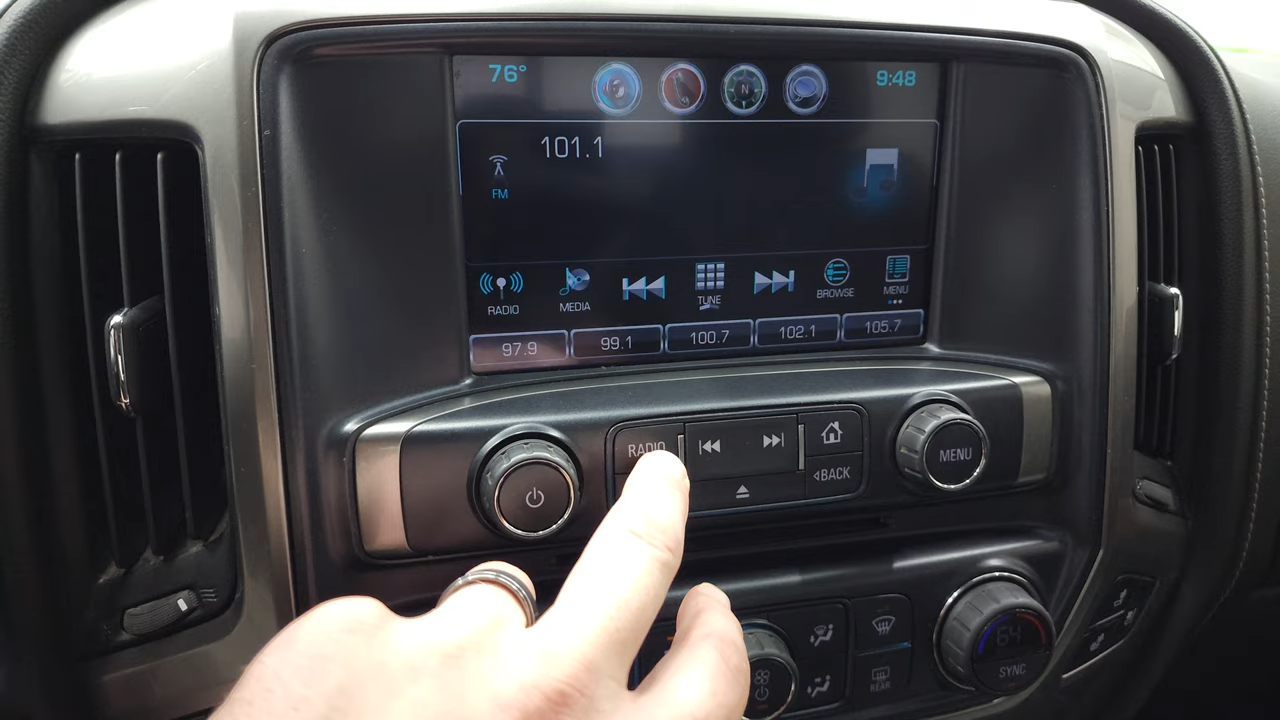 76°
N
9:48
101.1
FM
RADIO
MEDIA
TUNE
BROWSE
MENU
97.9
99.1
100.7
102.1
105.7
RADIO
BACK
MENU
64
SYNC
REAR